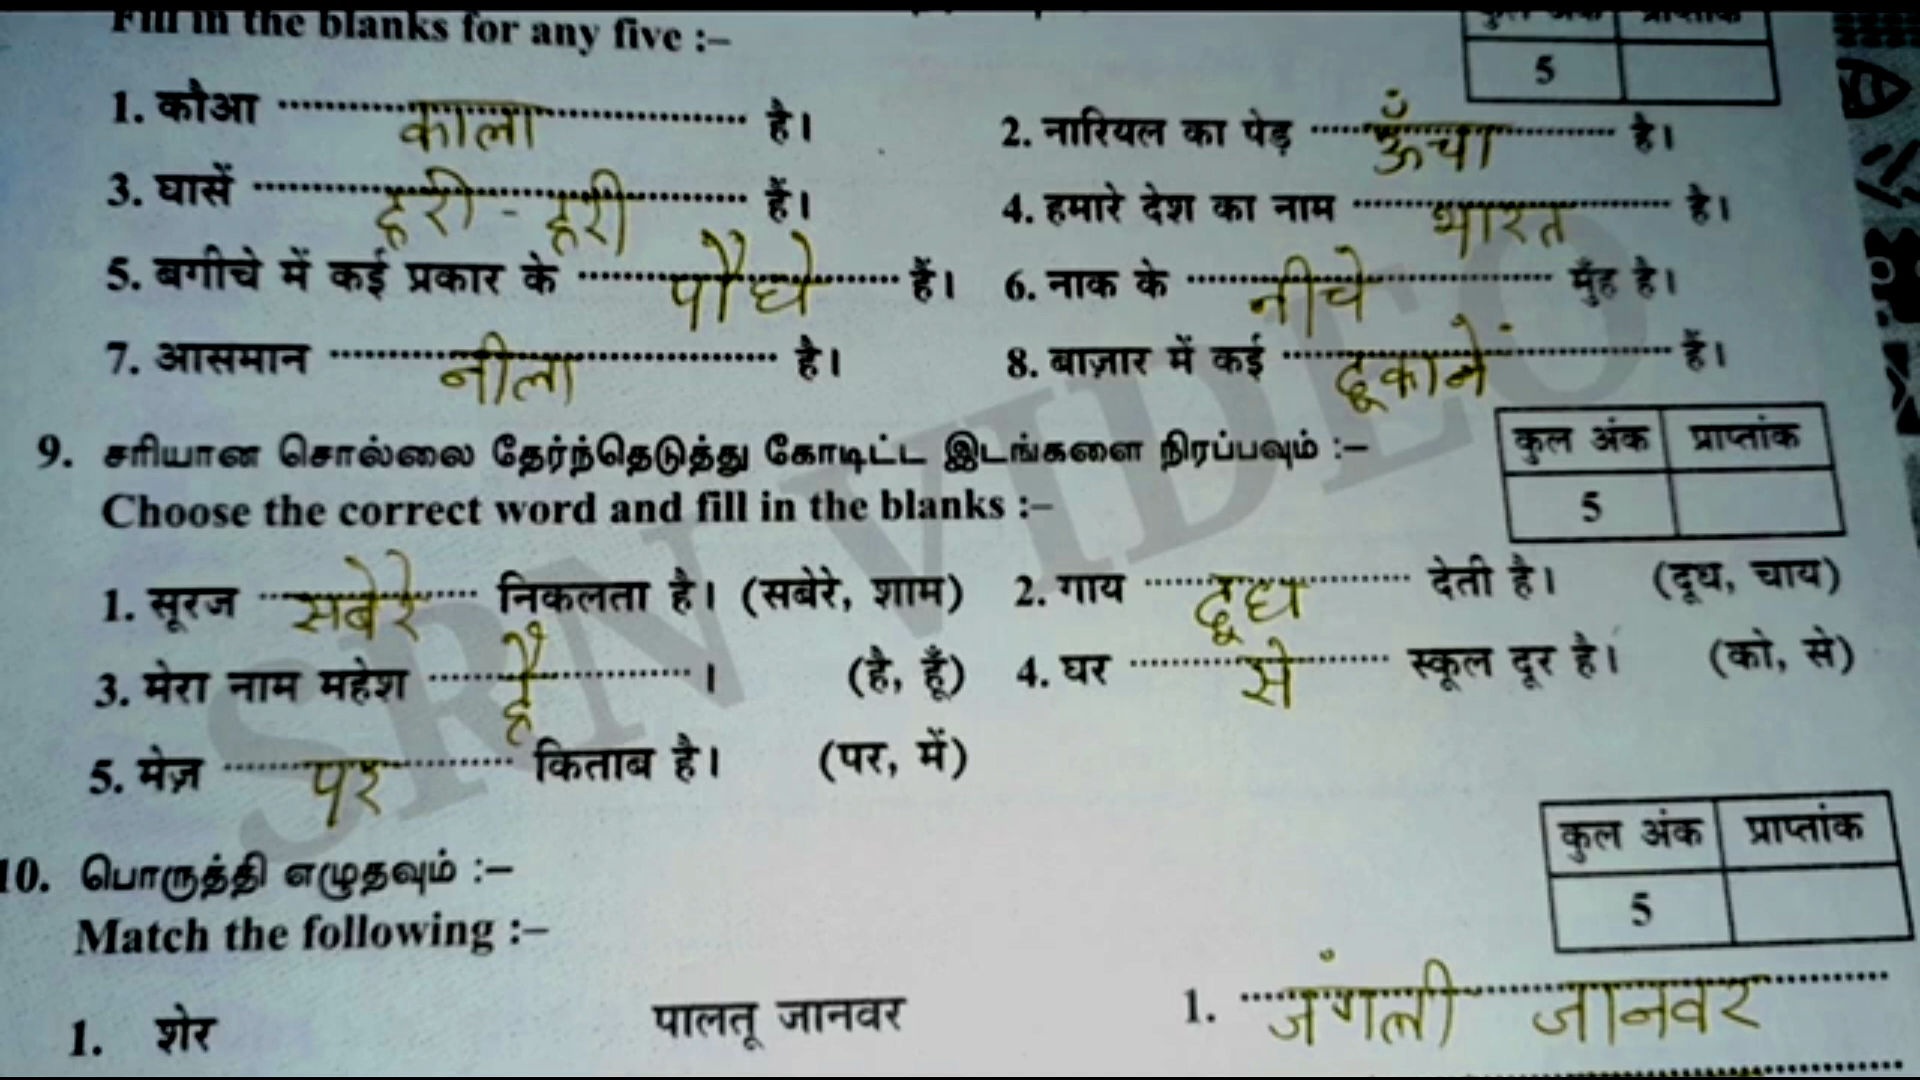 Fill in the blanks for any five :–
कुल अंक प्राप्तांक
5
1. कौआ काला है।
2. नारियल का पेड़ ऊँचा है।
3. घासें हरी - हरी हैं।
4. हमारे देश का नाम भारत है।
5. बगीचे में कई प्रकार के पौधे हैं।
6. नाक के नीचे मुँह है।
7. आसमान नीला है।
8. बाज़ार में कई दूकानें हैं।
9. சரியான சொல்லை தேர்ந்தெடுத்து கோடிட்ட இடங்களை நிரப்பவும் :–
Choose the correct word and fill in the blanks :–
कुल अंक प्राप्तांक
5
1. सूरज सबेरे निकलता है। (सबेरे, शाम)
2. गाय दूध देती है। (दूध, चाय)
3. मेरा नाम महेश है । (है, हूँ)
4. घर से स्कूल दूर है। (को, से)
5. मेज़ पर किताब है। (पर, में)
10. பொருத்தி எழுதவும் :–
Match the following :–
कुल अंक प्राप्तांक
5
1. शेर पालतू जानवर 1. जंगली जानवर
SRN VIDEO